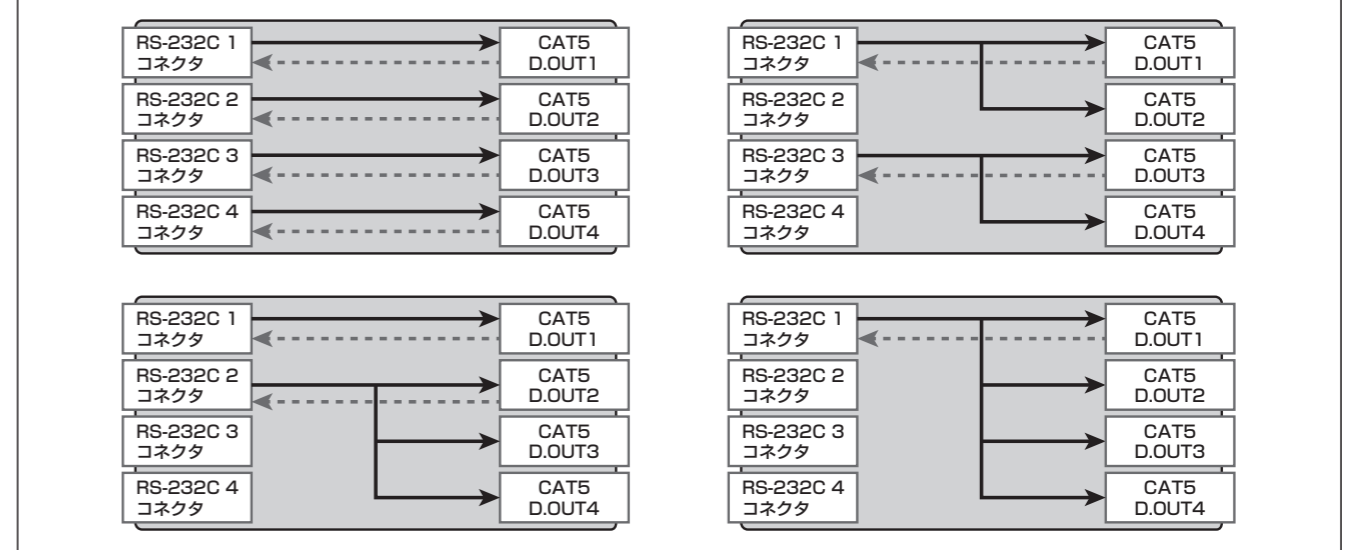 RS-232C 1
コネクタ
CAT5
D.OUT1
RS-232C 2
コネクタ
CAT5
D.OUT2
RS-232C 3
コネクタ
CAT5
D.OUT3
RS-232C 4
コネクタ
CAT5
D.OUT4
RS-232C 1
コネクタ
CAT5
D.OUT1
RS-232C 2
コネクタ
CAT5
D.OUT2
RS-232C 3
コネクタ
CAT5
D.OUT3
RS-232C 4
コネクタ
CAT5
D.OUT4
RS-232C 1
コネクタ
CAT5
D.OUT1
RS-232C 2
コネクタ
CAT5
D.OUT2
RS-232C 3
コネクタ
CAT5
D.OUT3
RS-232C 4
コネクタ
CAT5
D.OUT4
RS-232C 1
コネクタ
CAT5
D.OUT1
RS-232C 2
コネクタ
CAT5
D.OUT2
RS-232C 3
コネクタ
CAT5
D.OUT3
RS-232C 4
コネクタ
CAT5
D.OUT4